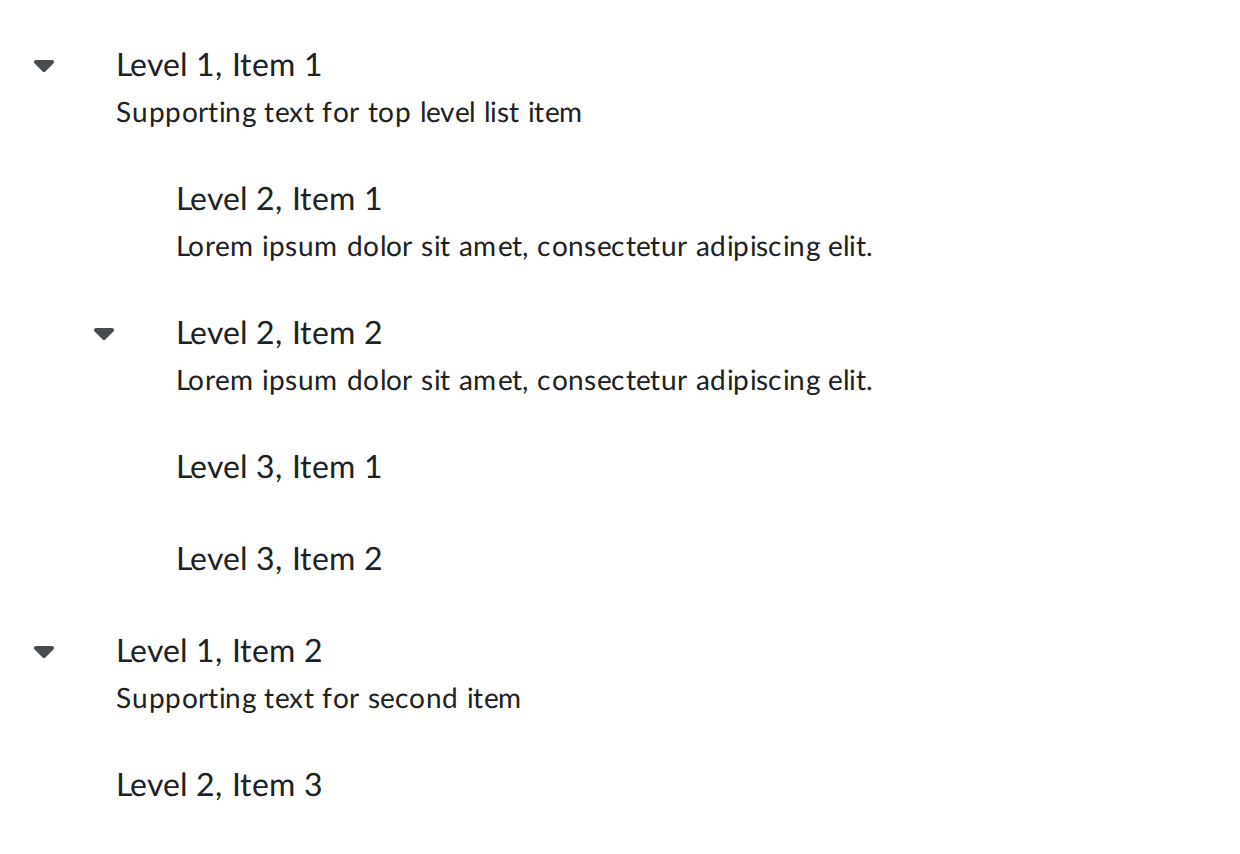 Level 1, Item 1
Supporting text for top level list item
Level 2, Item 1
Lorem ipsum dolor sit amet, consectetur adipiscing elit.
Level 2, Item 2
Lorem ipsum dolor sit amet, consectetur adipiscing elit.
Level 3, Item 1
Level 3, Item 2
Level 1, Item 2
Supporting text for second item
Level 2, Item 3